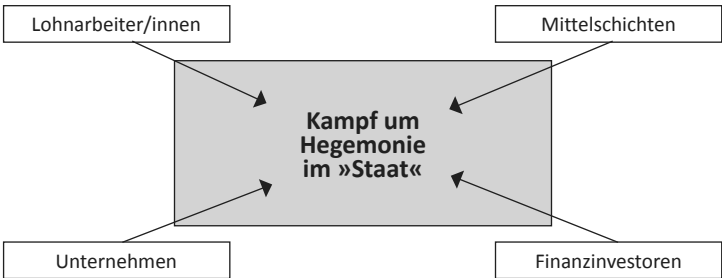 Lohnarbeiter/innen
Mittelschichten
Kampf um
Hegemonie
im »Staat«
Unternehmen
Finanzinvestoren